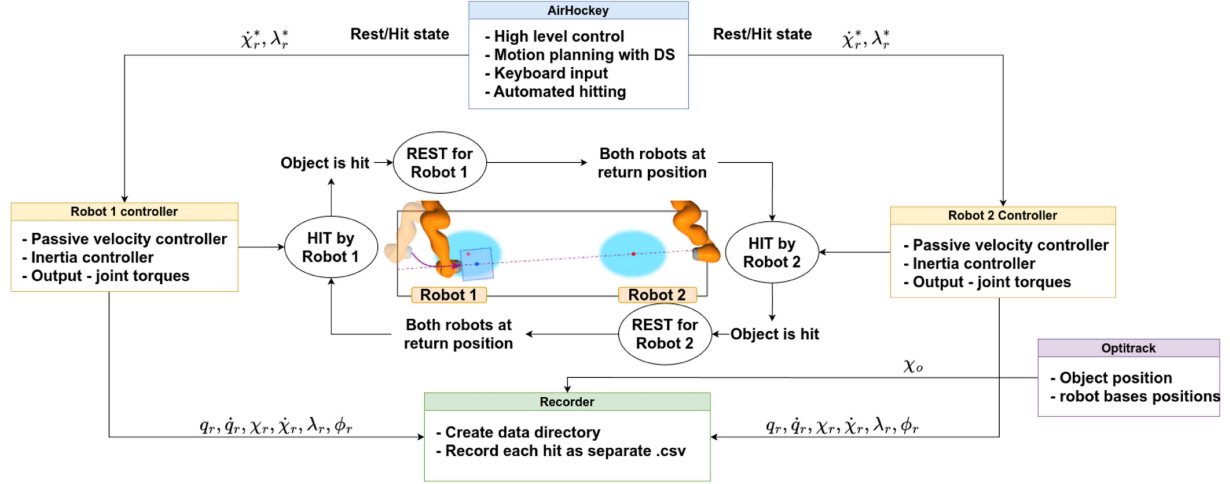 AirHockey
- High level control
- Motion planning with DS
- Keyboard input
- Automated hitting
Rest/Hit state
Rest/Hit state
χ̇*ᵣ, λ*ᵣ
χ̇*ᵣ, λ*ᵣ
Object is hit
REST for
Robot 1
Both robots at
return position
Robot 1 controller
- Passive velocity controller
- Inertia controller
- Output - joint torques
HIT by
Robot 1
HIT by
Robot 2
Robot 2 Controller
- Passive velocity controller
- Inertia controller
- Output - joint torques
Robot 1
Robot 2
Both robots at
return position
REST for
Robot 2
Object is hit
Optitrack
- Object position
- robot bases positions
χₒ
Recorder
- Create data directory
- Record each hit as separate .csv
qᵣ, q̇ᵣ, χᵣ, χ̇ᵣ, λᵣ, ϕᵣ
qᵣ, q̇ᵣ, χᵣ, χ̇ᵣ, λᵣ, ϕᵣ